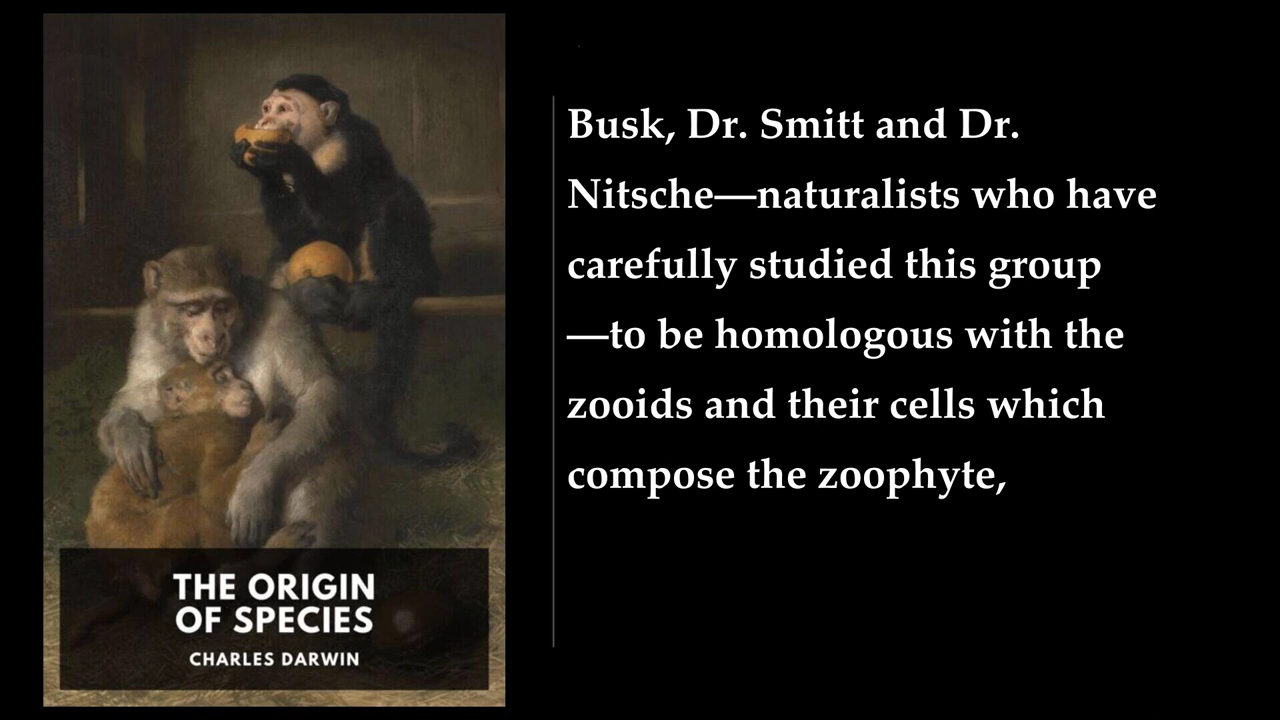 THE ORIGIN
OF SPECIES
CHARLES DARWIN
Busk, Dr. Smitt and Dr.
Nitsche—naturalists who have
carefully studied this group
—to be homologous with the
zooids and their cells which
compose the zoophyte,